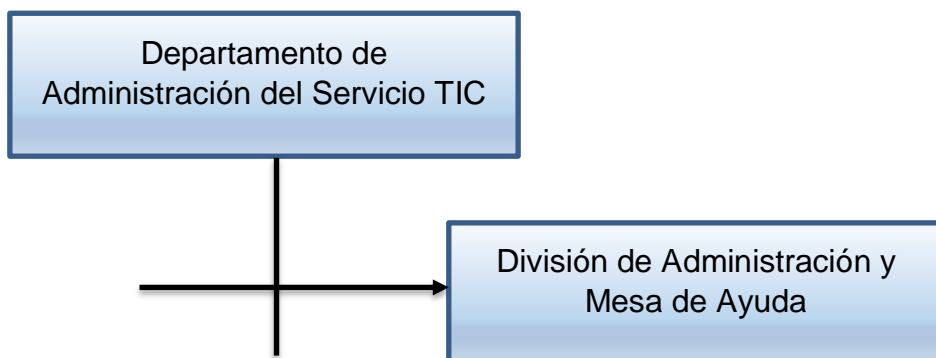 Departamento de
Administración del Servicio TIC
División de Administración y
Mesa de Ayuda